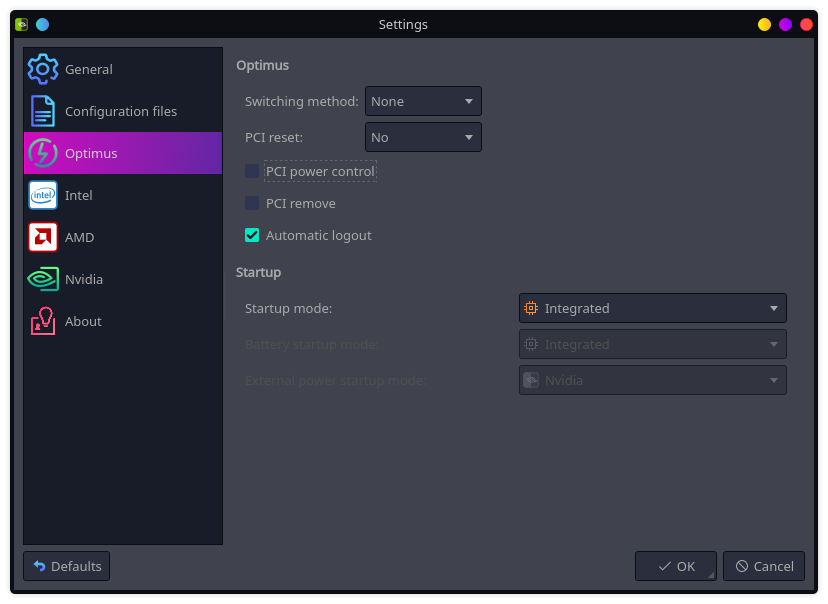 Settings
General
Configuration files
Optimus
Intel
AMD
Nvidia
About
Optimus
Switching method: None
PCI reset: No
PCI power control
PCI remove
Automatic logout
Startup
Startup mode: Integrated
Battery startup mode: Integrated
External power startup mode: Nvidia
Defaults
OK
Cancel